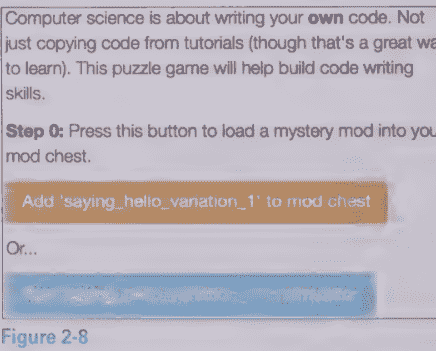 Computer science is about writing your own code. Not
just copying code from tutorials (though that's a great wa
to learn). This puzzle game will help build code writing
skills.
Step 0: Press this button to load a mystery mod into you
mod chest.
Add 'saying_hello_variation_1' to mod chest
Or...
Figure 2-8